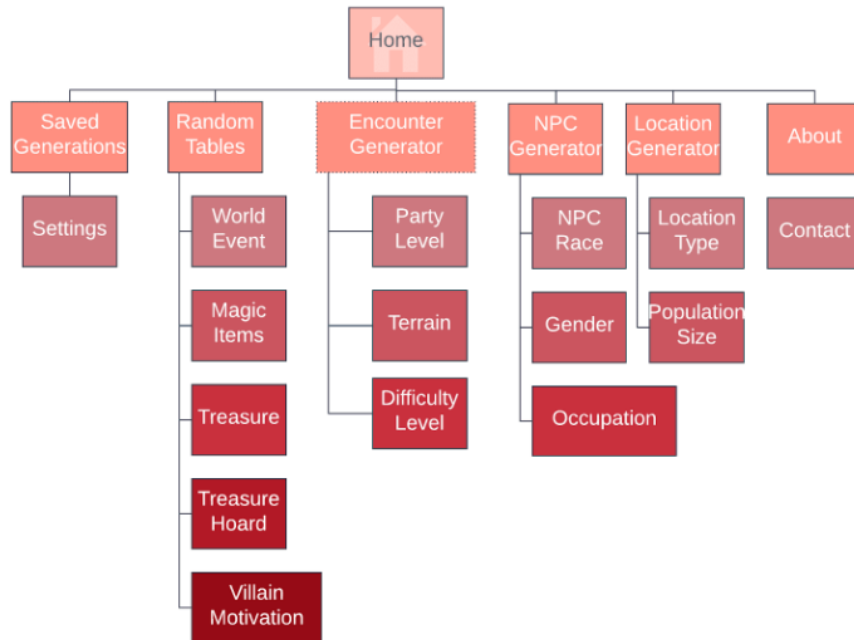 Home
Saved
Generations
Random
Tables
Encounter
Generator
NPC
Generator
Location
Generator
About
Settings
World
Event
Party
Level
NPC
Race
Location
Type
Contact
Magic
Items
Terrain
Gender
Population
Size
Treasure
Difficulty
Level
Occupation
Treasure
Hoard
Villain
Motivation